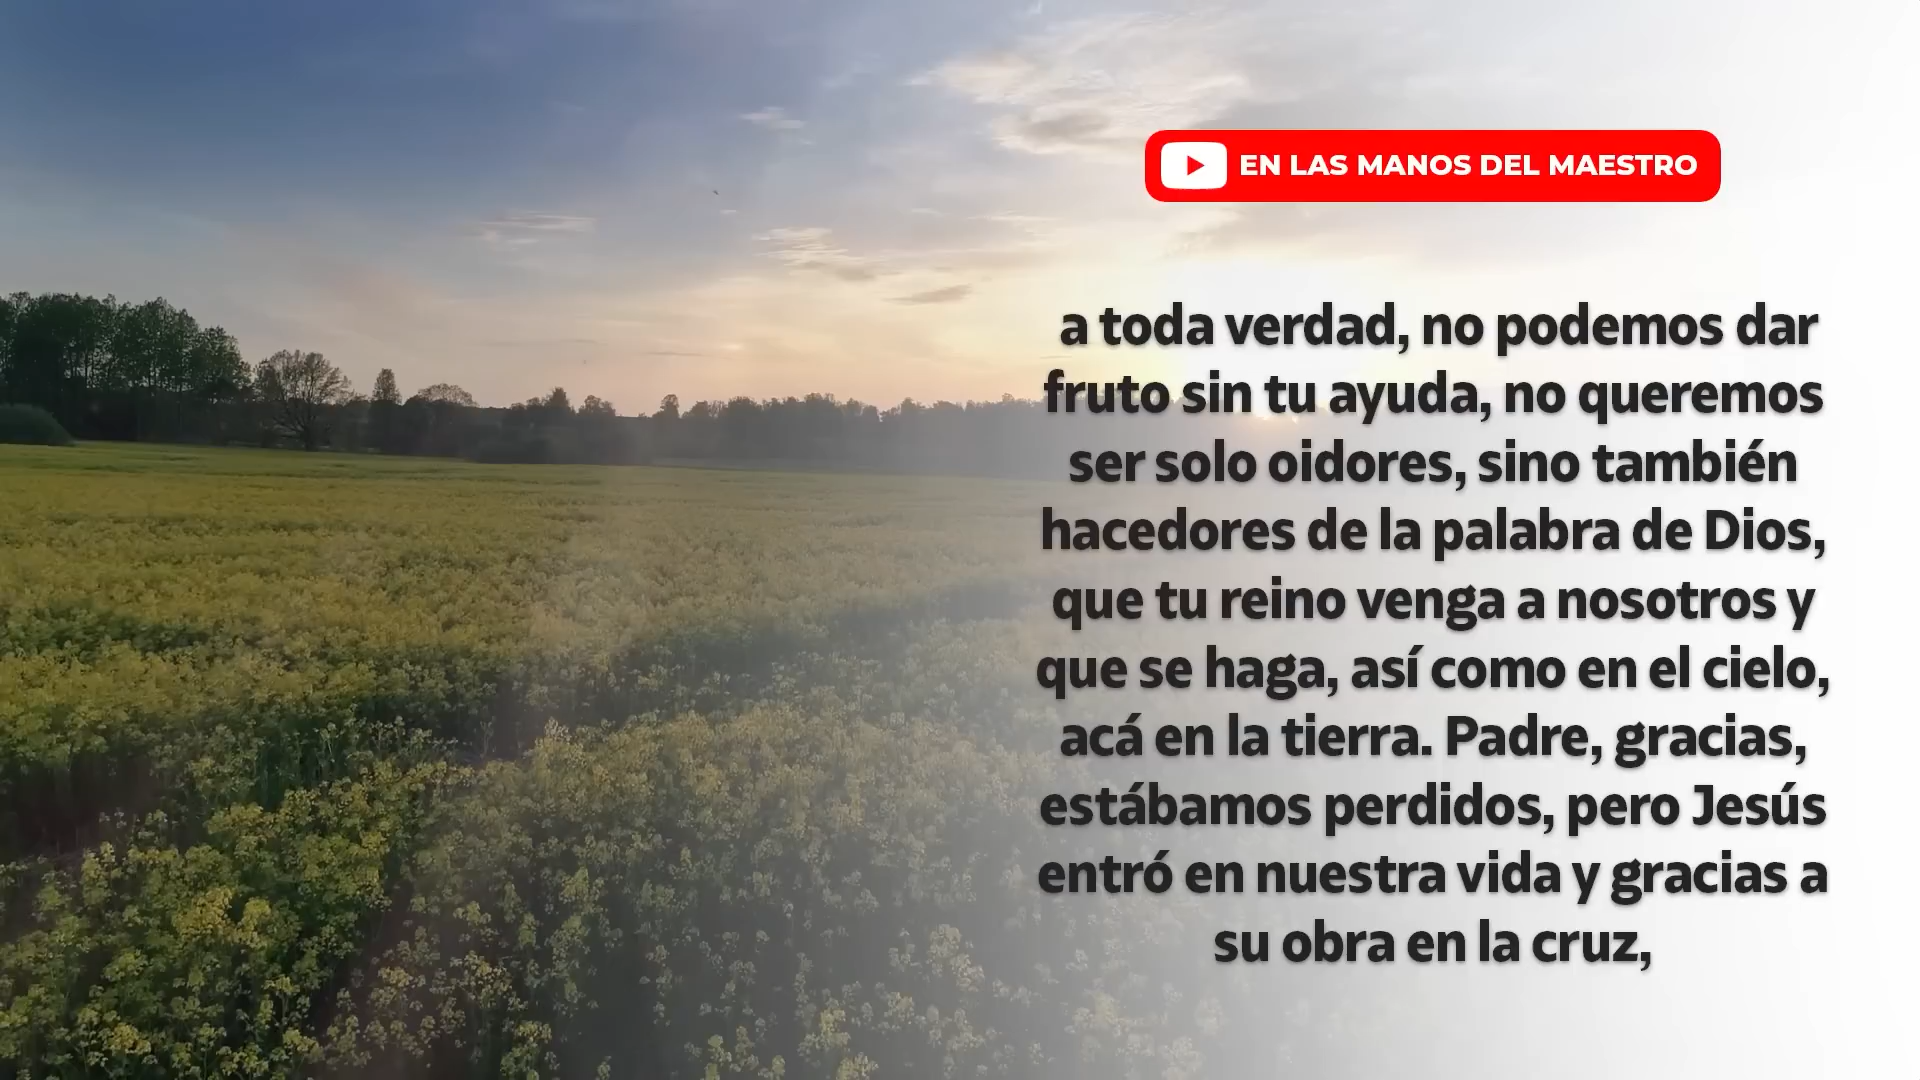 EN LAS MANOS DEL MAESTRO
a toda verdad, no podemos dar
fruto sin tu ayuda, no queremos
ser solo oidores, sino también
hacedores de la palabra de Dios,
que tu reino venga a nosotros y
que se haga, así como en el cielo,
acá en la tierra. Padre, gracias,
estábamos perdidos, pero Jesús
entró en nuestra vida y gracias a
su obra en la cruz,